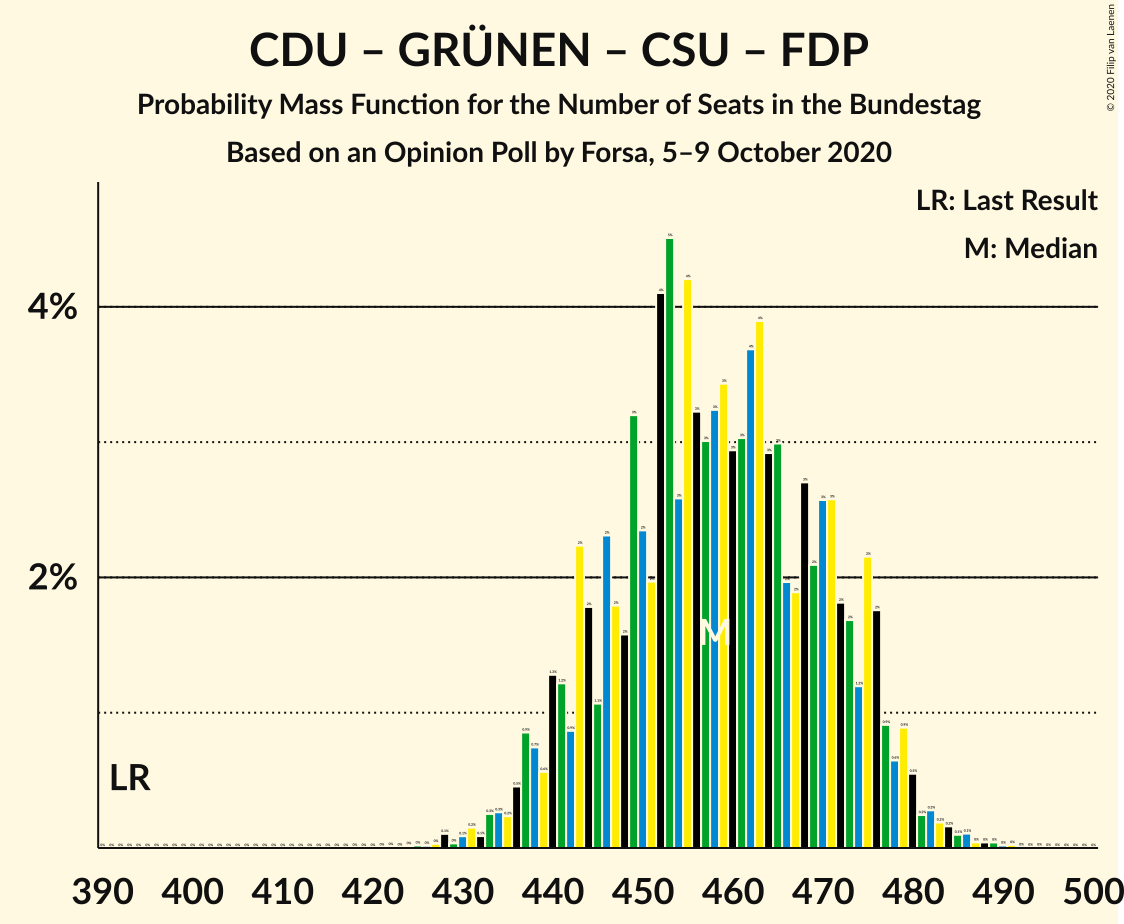 CDU – GRÜNEN – CSU – FDP
Probability Mass Function for the Number of Seats in the Bundestag
Based on an Opinion Poll by Forsa, 5–9 October 2020
© 2020 Filip van Laenen
LR: Last Result
M: Median
4%
2%
LR
M
390 400 410 420 430 440 450 460 470 480 490 500